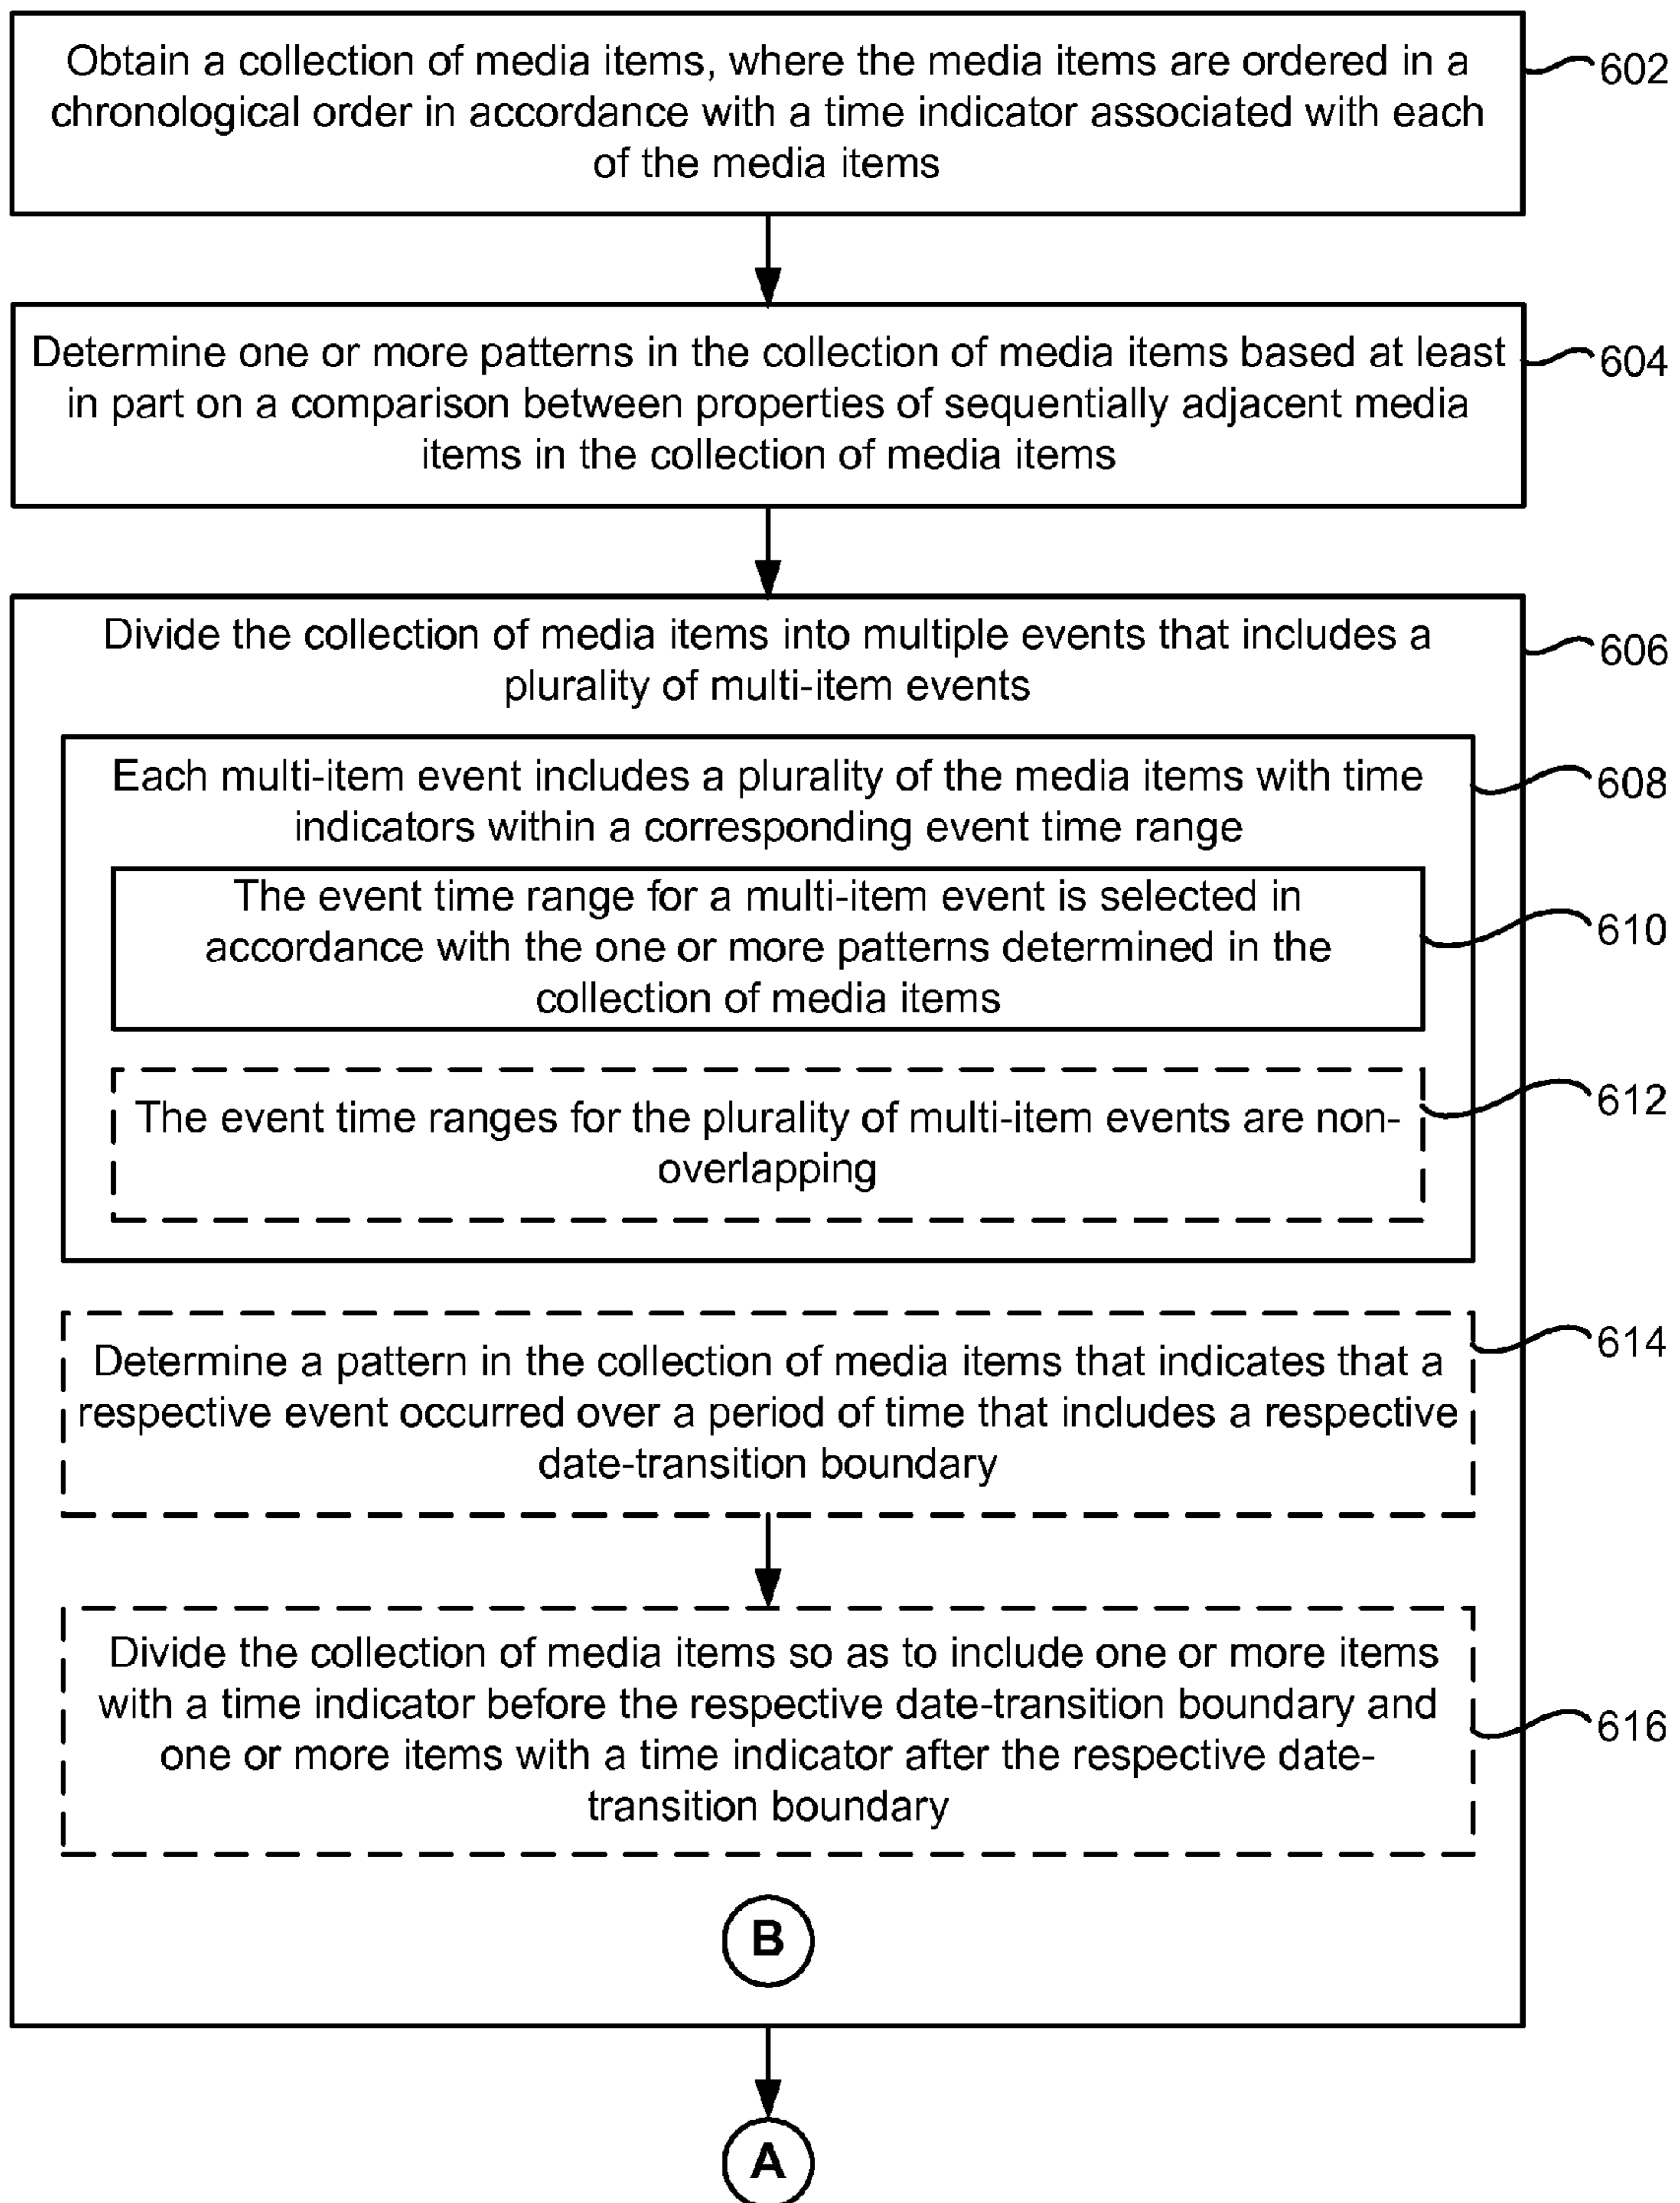 Obtain a collection of media items, where the media items are ordered in a
chronological order in accordance with a time indicator associated with each
of the media items
602
Determine one or more patterns in the collection of media items based at least
in part on a comparison between properties of sequentially adjacent media
items in the collection of media items
604
Divide the collection of media items into multiple events that includes a
plurality of multi-item events
606
Each multi-item event includes a plurality of the media items with time
indicators within a corresponding event time range
608
The event time range for a multi-item event is selected in
accordance with the one or more patterns determined in the
collection of media items
610
The event time ranges for the plurality of multi-item events are non-
overlapping
612
Determine a pattern in the collection of media items that indicates that a
respective event occurred over a period of time that includes a respective
date-transition boundary
614
Divide the collection of media items so as to include one or more items
with a time indicator before the respective date-transition boundary and
one or more items with a time indicator after the respective date-
transition boundary
616
B
A